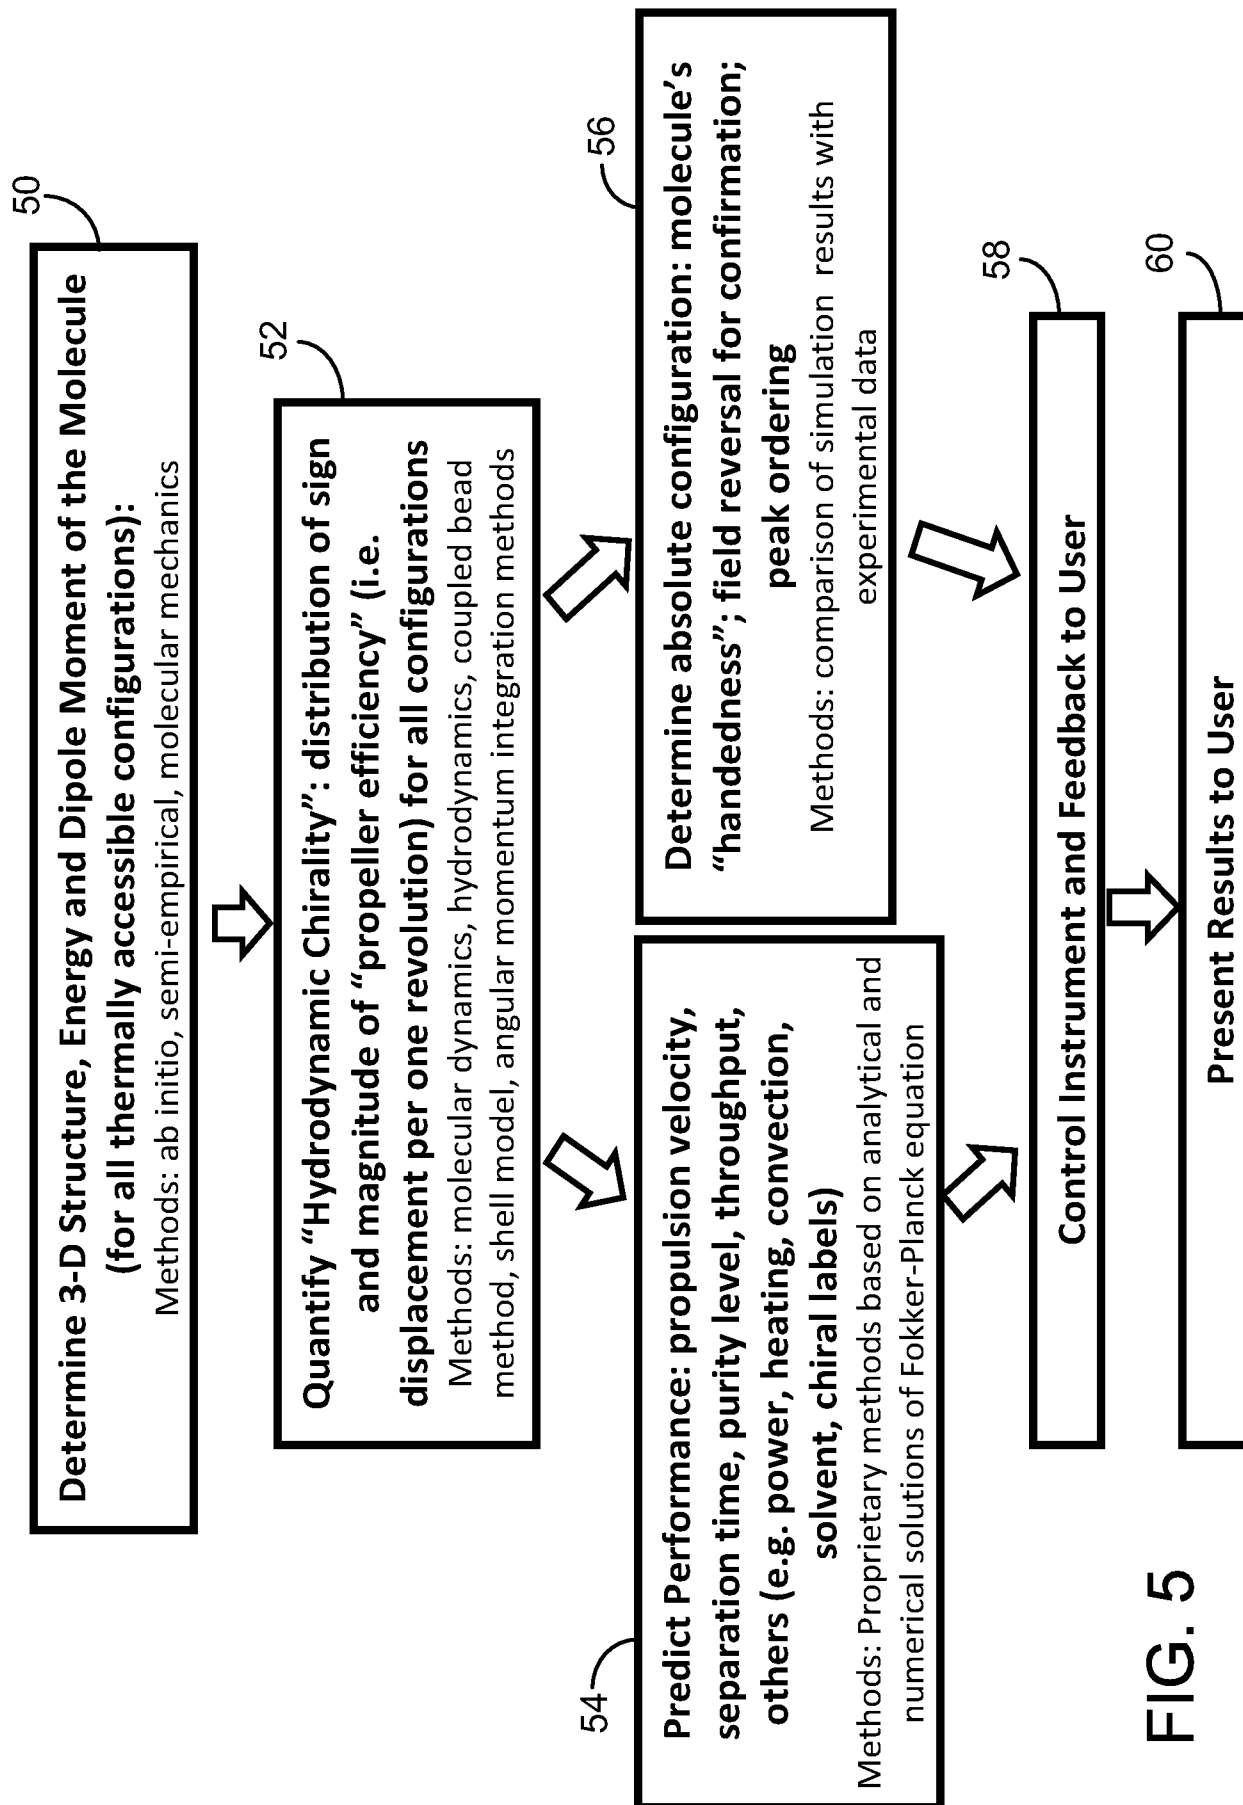 50
Determine 3-D Structure, Energy and Dipole Moment of the Molecule
(for all thermally accessible configurations):
Methods: ab initio, semi-empirical, molecular mechanics
52
Quantify “Hydrodynamic Chirality”: distribution of sign
and magnitude of “propeller efficiency” (i.e.
displacement per one revolution) for all configurations
Methods: molecular dynamics, hydrodynamics, coupled bead
method, shell model, angular momentum integration methods
54
Predict Performance: propulsion velocity,
separation time, purity level, throughput,
others (e.g. power, heating, convection,
solvent, chiral labels)
Methods: Proprietary methods based on analytical and
numerical solutions of Fokker-Planck equation
56
Determine absolute configuration: molecule’s
“handedness”; field reversal for confirmation;
peak ordering
Methods: comparison of simulation results with
experimental data
58
Control Instrument and Feedback to User
60
Present Results to User
FIG. 5